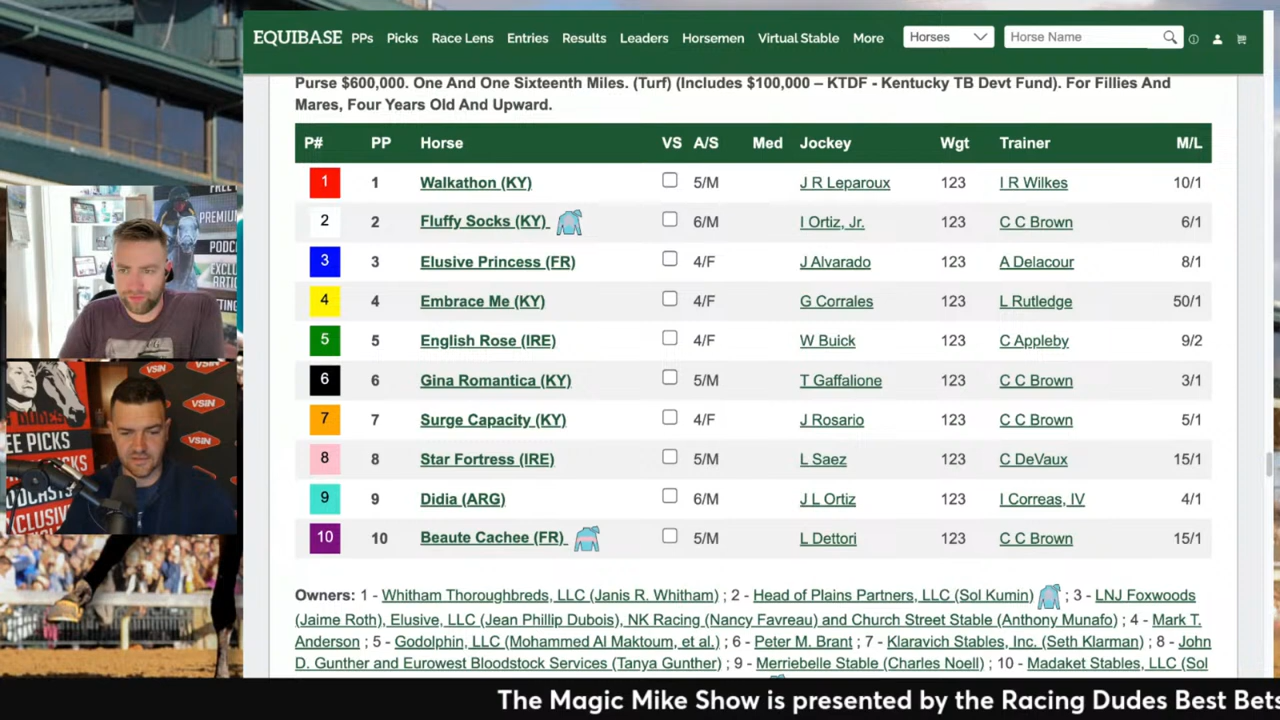 EQUIBASE PPs Picks Race Lens Entries Results Leaders Horsemen Virtual Stable More Horses Horse Name
Purse $600,000. One And One Sixteenth Miles. (Turf) (Includes $100,000 – KTDF - Kentucky TB Devt Fund). For Fillies And
Mares, Four Years Old And Upward.
P# PP Horse VS A/S Med Jockey Wgt Trainer M/L
1 1 Walkathon (KY) 5/M J R Leparoux 123 I R Wilkes 10/1
2 2 Fluffy Socks (KY) 6/M I Ortiz, Jr. 123 C C Brown 6/1
3 3 Elusive Princess (FR) 4/F J Alvarado 123 A Delacour 8/1
4 4 Embrace Me (KY) 4/F G Corrales 123 L Rutledge 50/1
5 5 English Rose (IRE) 4/F W Buick 123 C Appleby 9/2
6 6 Gina Romantica (KY) 5/M T Gaffalione 123 C C Brown 3/1
7 7 Surge Capacity (KY) 4/F J Rosario 123 C C Brown 5/1
8 8 Star Fortress (IRE) 5/M L Saez 123 C DeVaux 15/1
9 9 Didia (ARG) 6/M J L Ortiz 123 I Correas, IV 4/1
10 10 Beaute Cachee (FR) 5/M L Dettori 123 C C Brown 15/1
Owners: 1 - Whitham Thoroughbreds, LLC (Janis R. Whitham) ; 2 - Head of Plains Partners, LLC (Sol Kumin) ; 3 - LNJ Foxwoods
(Jaime Roth), Elusive, LLC (Jean Phillip Dubois), NK Racing (Nancy Favreau) and Church Street Stable (Anthony Munafo) ; 4 - Mark T.
Anderson ; 5 - Godolphin, LLC (Mohammed Al Maktoum, et al.) ; 6 - Peter M. Brant ; 7 - Klaravich Stables, Inc. (Seth Klarman) ; 8 - John
D. Gunther and Eurowest Bloodstock Services (Tanya Gunther) ; 9 - Merriebelle Stable (Charles Noell) ; 10 - Madaket Stables, LLC (Sol
PREMIUM
VSiN
VSiN
VSiN
DUDES
EE PICKS
The Magic Mike Show is presented by the Racing Dudes Best Bets